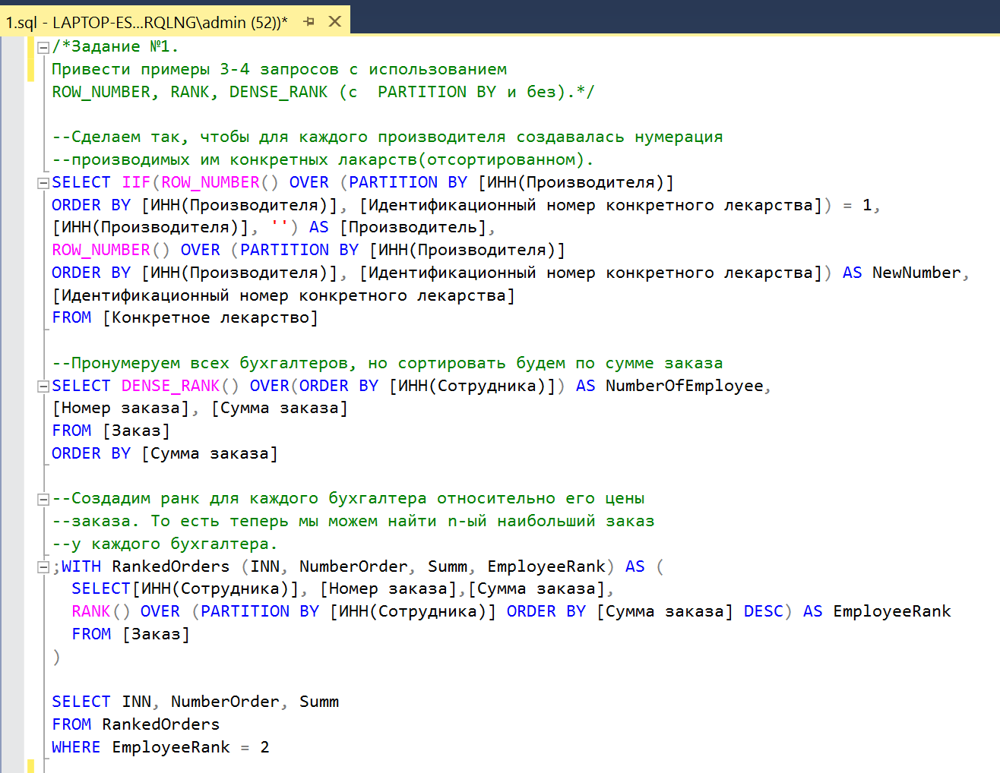 1.sql - LAPTOP-ES...RQLNG\admin (52))*
/*Задание №1.
Привести примеры 3-4 запросов с использованием
ROW_NUMBER, RANK, DENSE_RANK (с  PARTITION BY и без).*/
--Сделаем так, чтобы для каждого производителя создавалась нумерация
--производимых им конкретных лакарств(отсортированном).
SELECT IIF(ROW_NUMBER() OVER (PARTITION BY [ИНН(Производителя)]
ORDER BY [ИНН(Производителя)], [Идентификационный номер конкретного лекарства]) = 1,
[ИНН(Производителя)], '') AS [Производитель],
ROW_NUMBER() OVER (PARTITION BY [ИНН(Производителя)]
ORDER BY [ИНН(Производителя)], [Идентификационный номер конкретного лекарства]) AS NewNumber,
[Идентификационный номер конкретного лекарства]
FROM [Конкретное лекарство]
--Пронумеруем всех бухгалтеров, но сортировать будем по сумме заказа
SELECT DENSE_RANK() OVER(ORDER BY [ИНН(Сотрудника)]) AS NumberOfEmployee,
[Номер заказа], [Сумма заказа]
FROM [Заказ]
ORDER BY [Сумма заказа]
--Создадим ранк для каждого бухгалтера относительно его цены
--заказа. То есть теперь мы можем найти n-ый наибольший заказ
--у каждого бухгалтера.
;WITH RankedOrders (INN, NumberOrder, Summ, EmployeeRank) AS (
SELECT[ИНН(Сотрудника)], [Номер заказа],[Сумма заказа],
RANK() OVER (PARTITION BY [ИНН(Сотрудника)] ORDER BY [Сумма заказа] DESC) AS EmployeeRank
FROM [Заказ]
)
SELECT INN, NumberOrder, Summ
FROM RankedOrders
WHERE EmployeeRank = 2